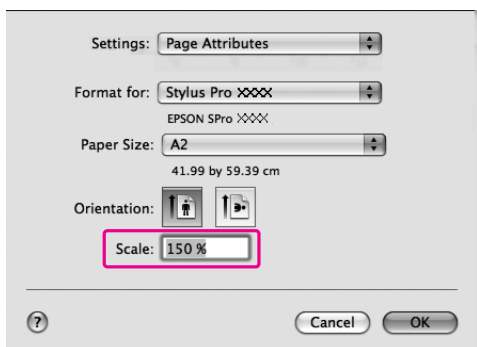 Settings: Page Attributes
Format for: Stylus Pro XXXX
EPSON SPro XXXX
Paper Size: A2
41.99 by 59.39 cm
Orientation:
Scale: 150 %
? Cancel OK